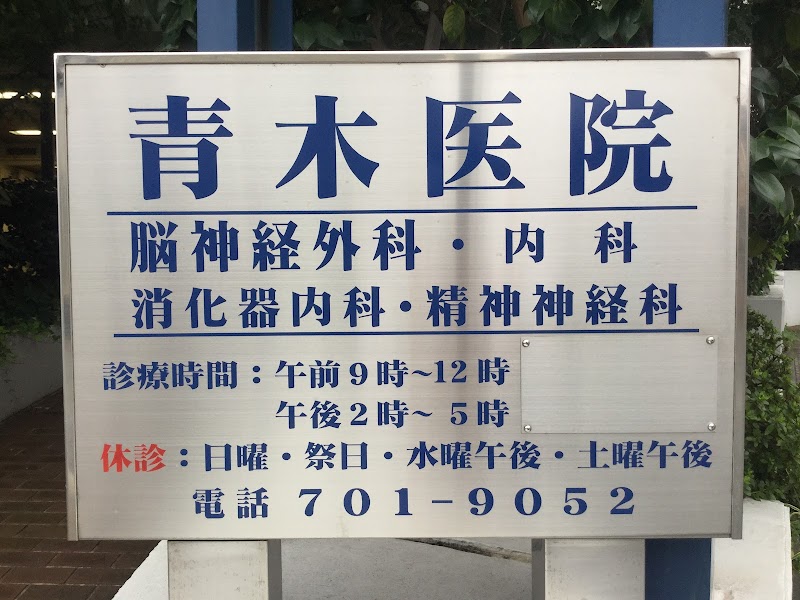 青木医院
脳神経外科・内科
消化器内科・精神神経科
診療時間：午前９時～12時
午後２時～５時
休診：日曜・祭日・水曜午後・土曜午後
電話 ７０１－９０５２